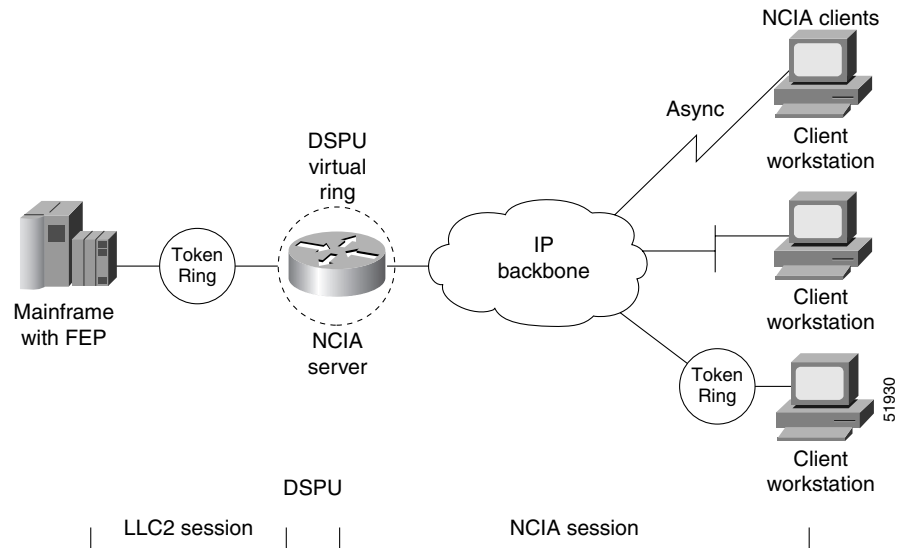 NCIA clients
Async
Client
workstation
DSPU
virtual
ring
Token
Ring
IP
backbone
Mainframe
with FEP
NCIA
server
Client
workstation
Token
Ring
51930
Client
workstation
DSPU
LLC2 session
NCIA session